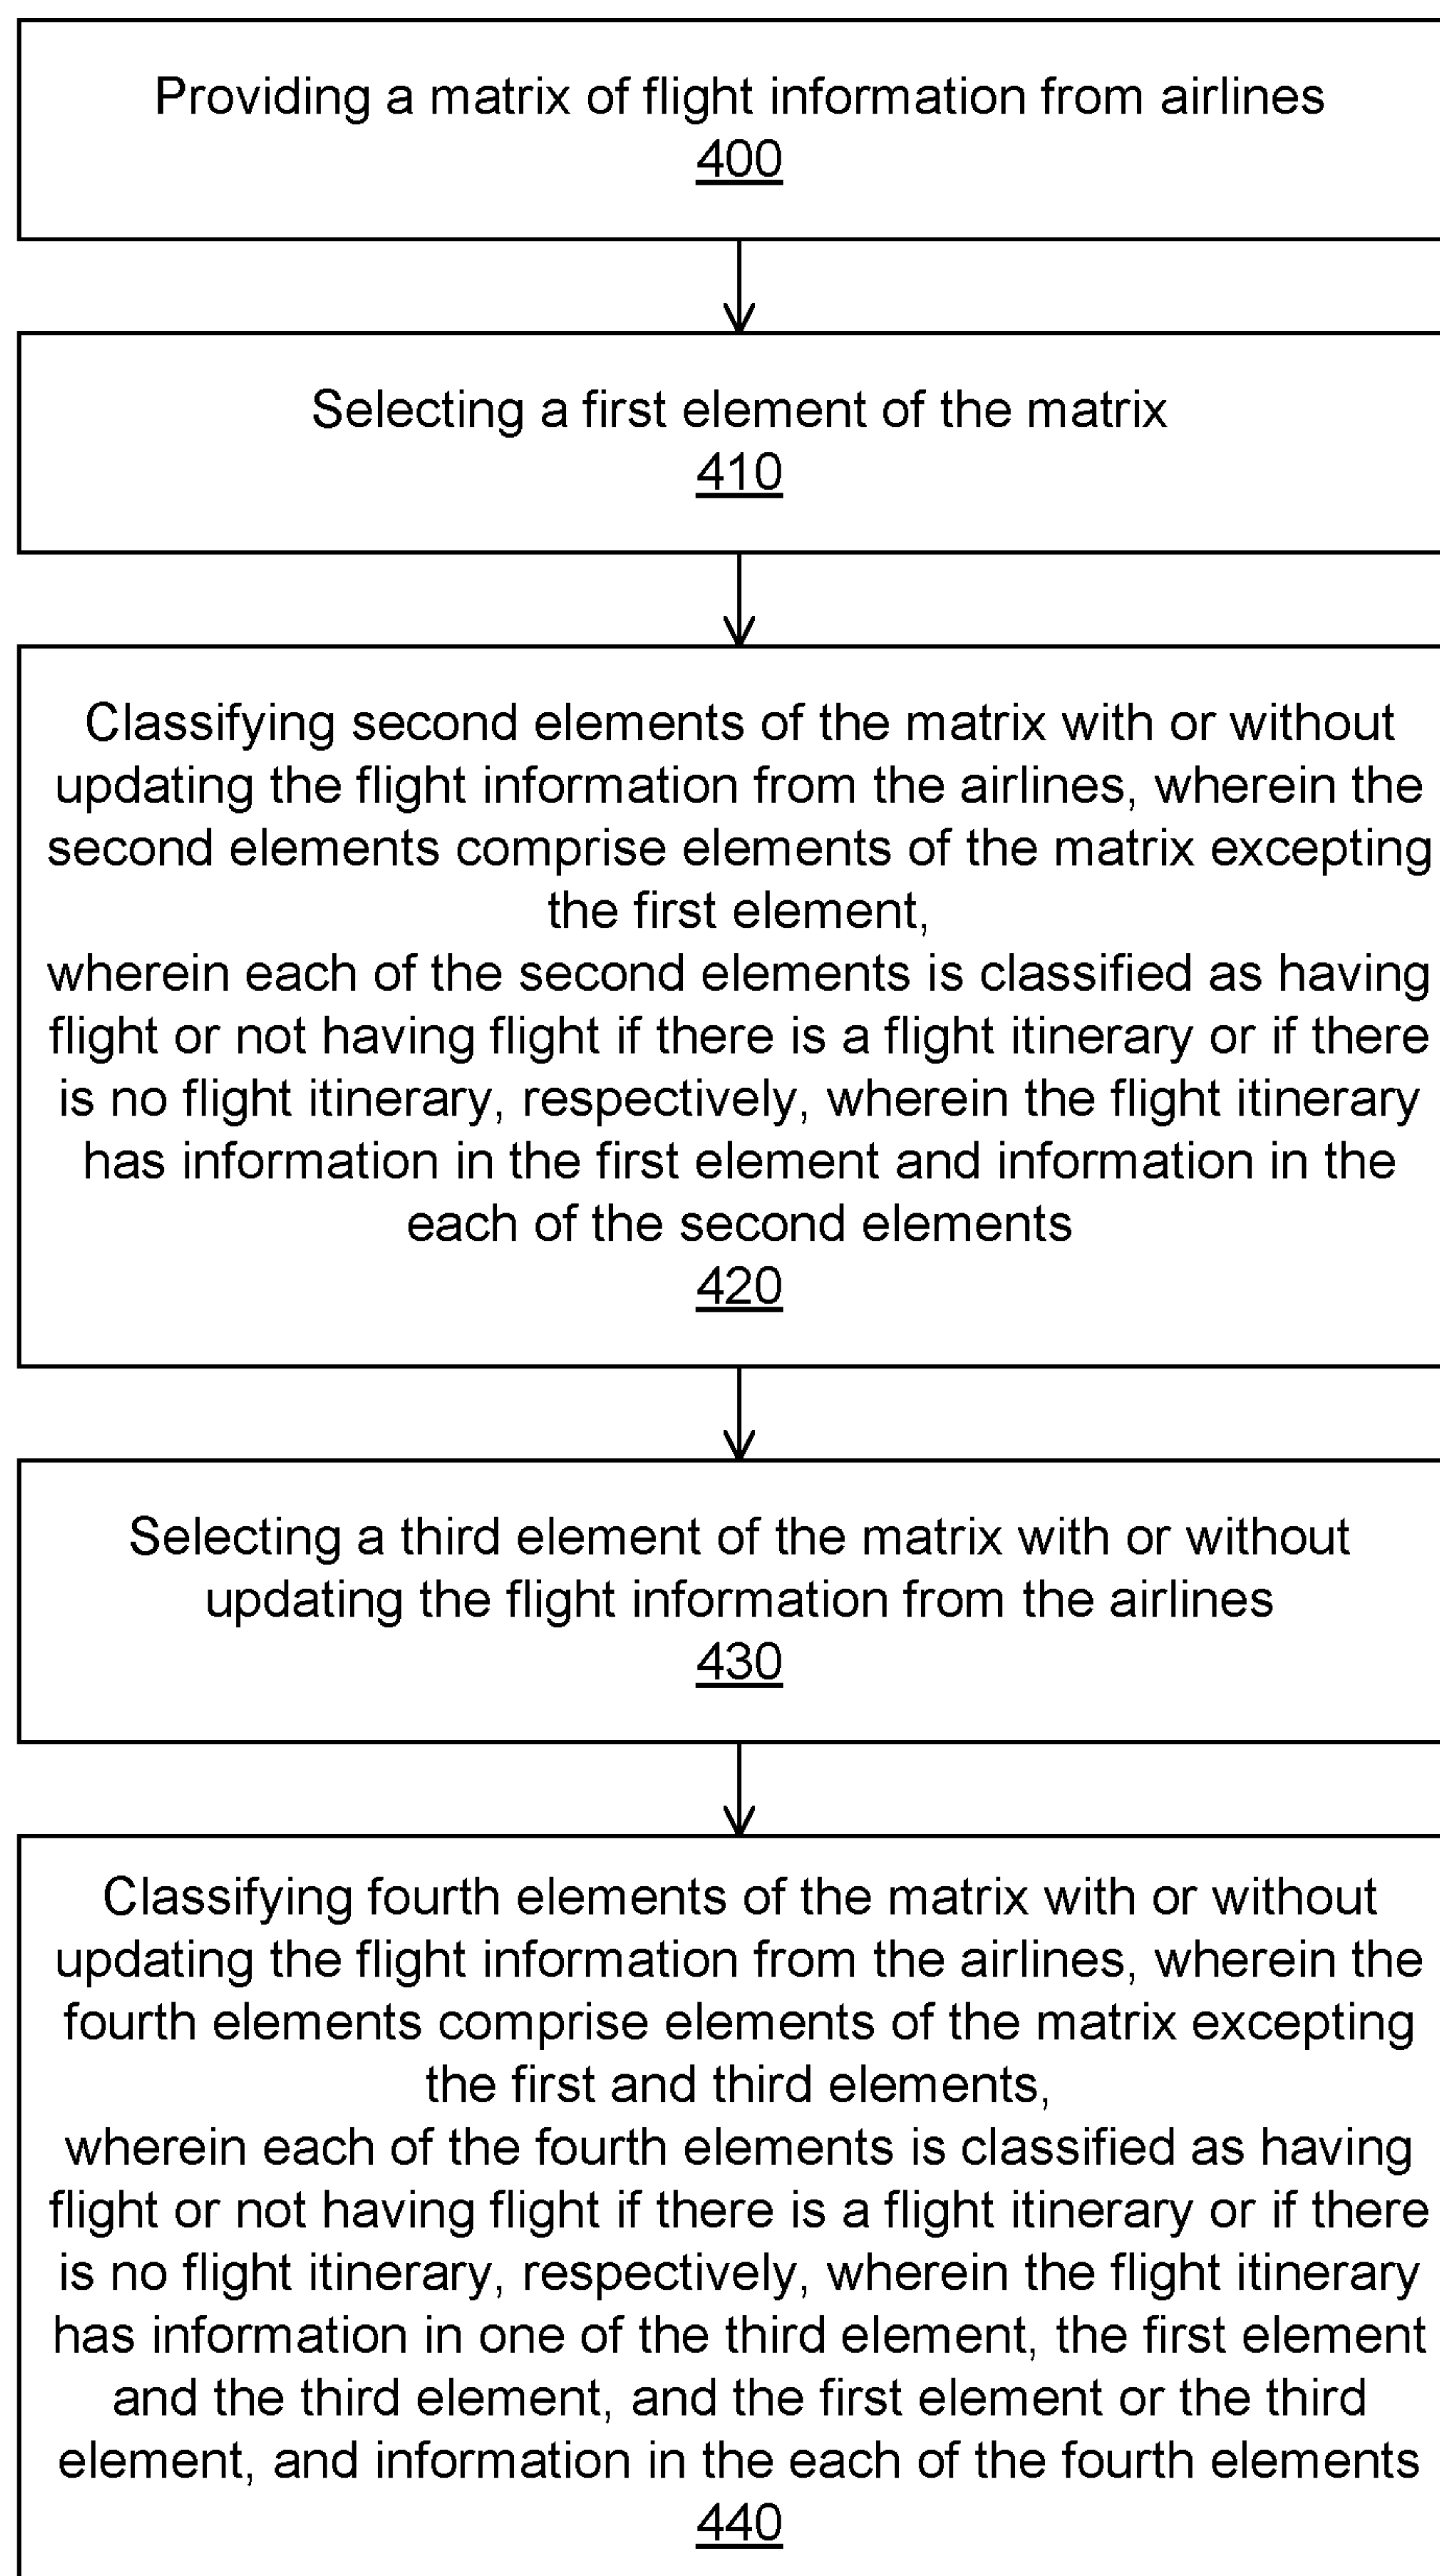 Providing a matrix of flight information from airlines
400
Selecting a first element of the matrix
410
Classifying second elements of the matrix with or without
updating the flight information from the airlines, wherein the
second elements comprise elements of the matrix excepting
the first element,
wherein each of the second elements is classified as having
flight or not having flight if there is a flight itinerary or if there
is no flight itinerary, respectively, wherein the flight itinerary
has information in the first element and information in the
each of the second elements
420
Selecting a third element of the matrix with or without
updating the flight information from the airlines
430
Classifying fourth elements of the matrix with or without
updating the flight information from the airlines, wherein the
fourth elements comprise elements of the matrix excepting
the first and third elements,
wherein each of the fourth elements is classified as having
flight or not having flight if there is a flight itinerary or if there
is no flight itinerary, respectively, wherein the flight itinerary
has information in one of the third element, the first element
and the third element, and the first element or the third
element, and information in the each of the fourth elements
440